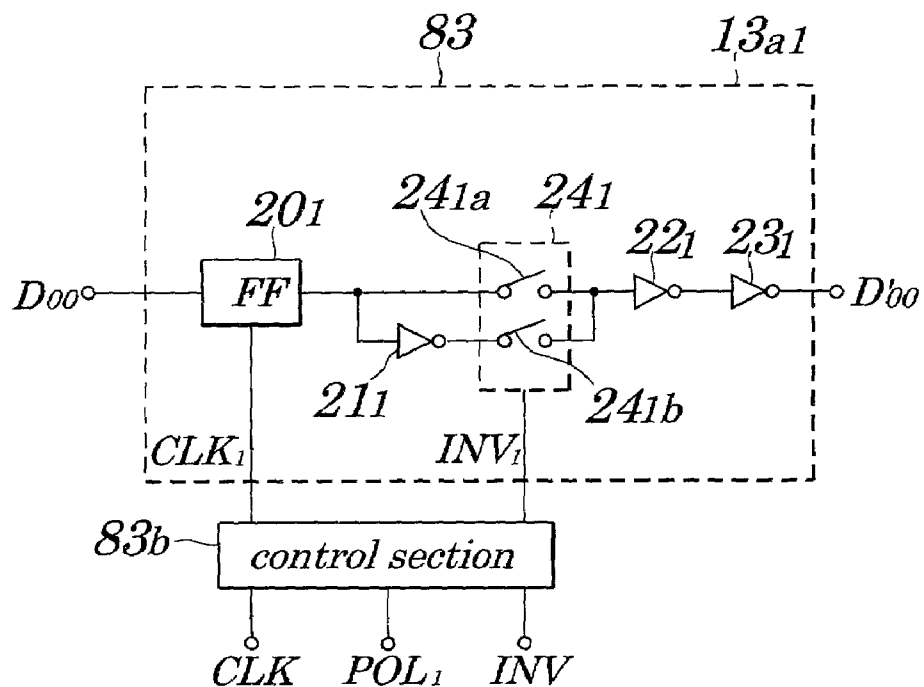 83 13a1
241a 241
201 221 231
D00 FF D'00
211 241b
CLK1 INV1
83b control section
CLK POL1 INV